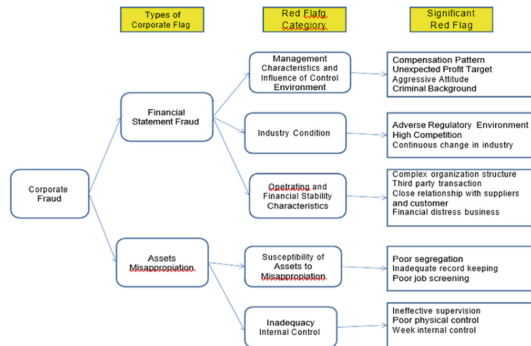 Types of
Corporate Flag
Red Flafg
Category
Significant
Red Flag
Corporate
Fraud
Financial
Statement Fraud
Assets
Misappropiation
Management
Characteristics and
Influence of Control
Environment
Industry Condition
Opetrating and
Financial Stability
Characteristics
Susceptibility of
Assets to
Misappropiation
Inadequacy
Internal Control
Compensation Pattern
Unexpected Profit Target
Aggressive Attitude
Criminal Background
Adverse Regulatory Environment
High Competition
Continuous change in industry
Complex organization structure
Third party transaction
Close relationship with suppliers
and customer
Financial distress business
Poor segregation
Inadequate record keeping
Poor job screening
Ineffective supervision
Poor physical control
Week internal control